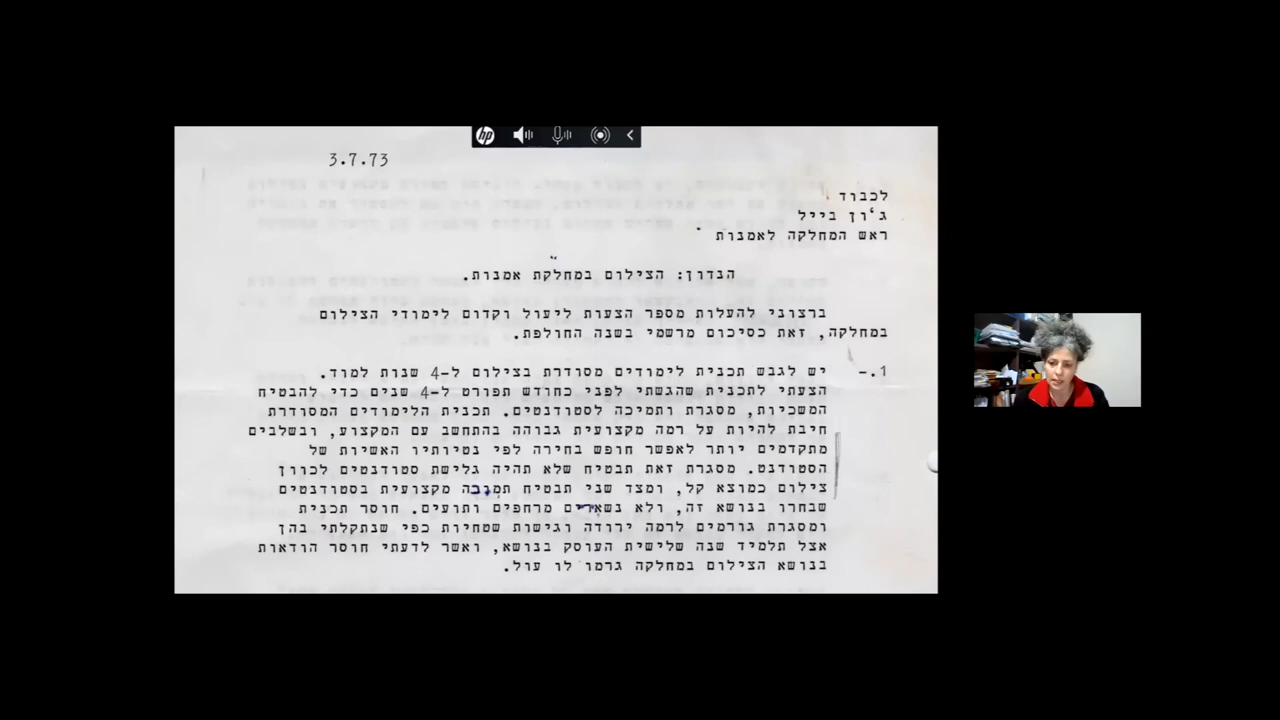 3.7.73
לכבוד
ג'ון בייל
ראש המחלקה לאמנות
הנדון: הצילום במחלקת אמנות.
ברצוני להעלות מספר הצעות ליעול וקדום לימודי הצילום
במחלקה, זאת כסיכום מרשמי בשנה החולפת.
1.- יש לגבש תכנית לימודים מסודרת בצילום ל-4 שנות למוד.
הצעתי לתכנית שהגשתי לפני כחודש תפורט ל-4 שנים כדי להבטיח
המשכיות, מסגרת ותמיכה לסטודנטים. תכנית הלימודים המסודרת
חיבת להיות על רמה מקצועית גבוהה בהתחשב עם המקצוע, ובשלבים
מתקדמים יותר לאפשר חופש בחירה לפי נטיותיו האשיות של
הסטודנט. מסגרת זאת תבטיח שלא תהיה גלישת סטודנטים לכוון
צילום כמוצא קל, ומצד שני תבטיח מקצועית בסטודנטים
שבחרו בנושא זה, ולא נשארים מרחפים ותועים. חוסר תכנית
ומסגרת גורמים לרמה ירודה וגישות שטחיות כפי שנתקלתי בהן
אצל תלמיד שנה שלישית העוסק בנושא, ואשר לדעתי חוסר הודאות
בנושא הצילום במחלקה גרמו לו עול.
hp